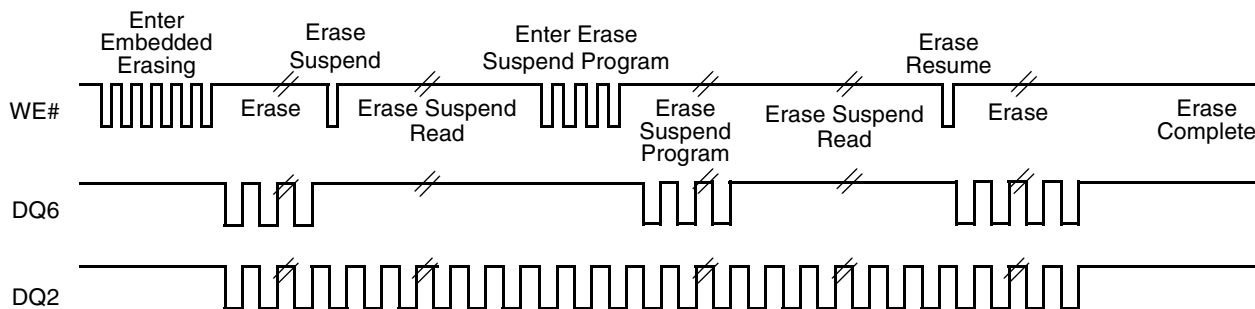 Enter
Embedded
Erasing
Erase
Suspend
Enter Erase
Suspend Program
Erase
Resume
WE#
Erase
Erase Suspend
Read
Erase
Suspend
Program
Erase Suspend
Read
Erase
Erase
Complete
DQ6
DQ2